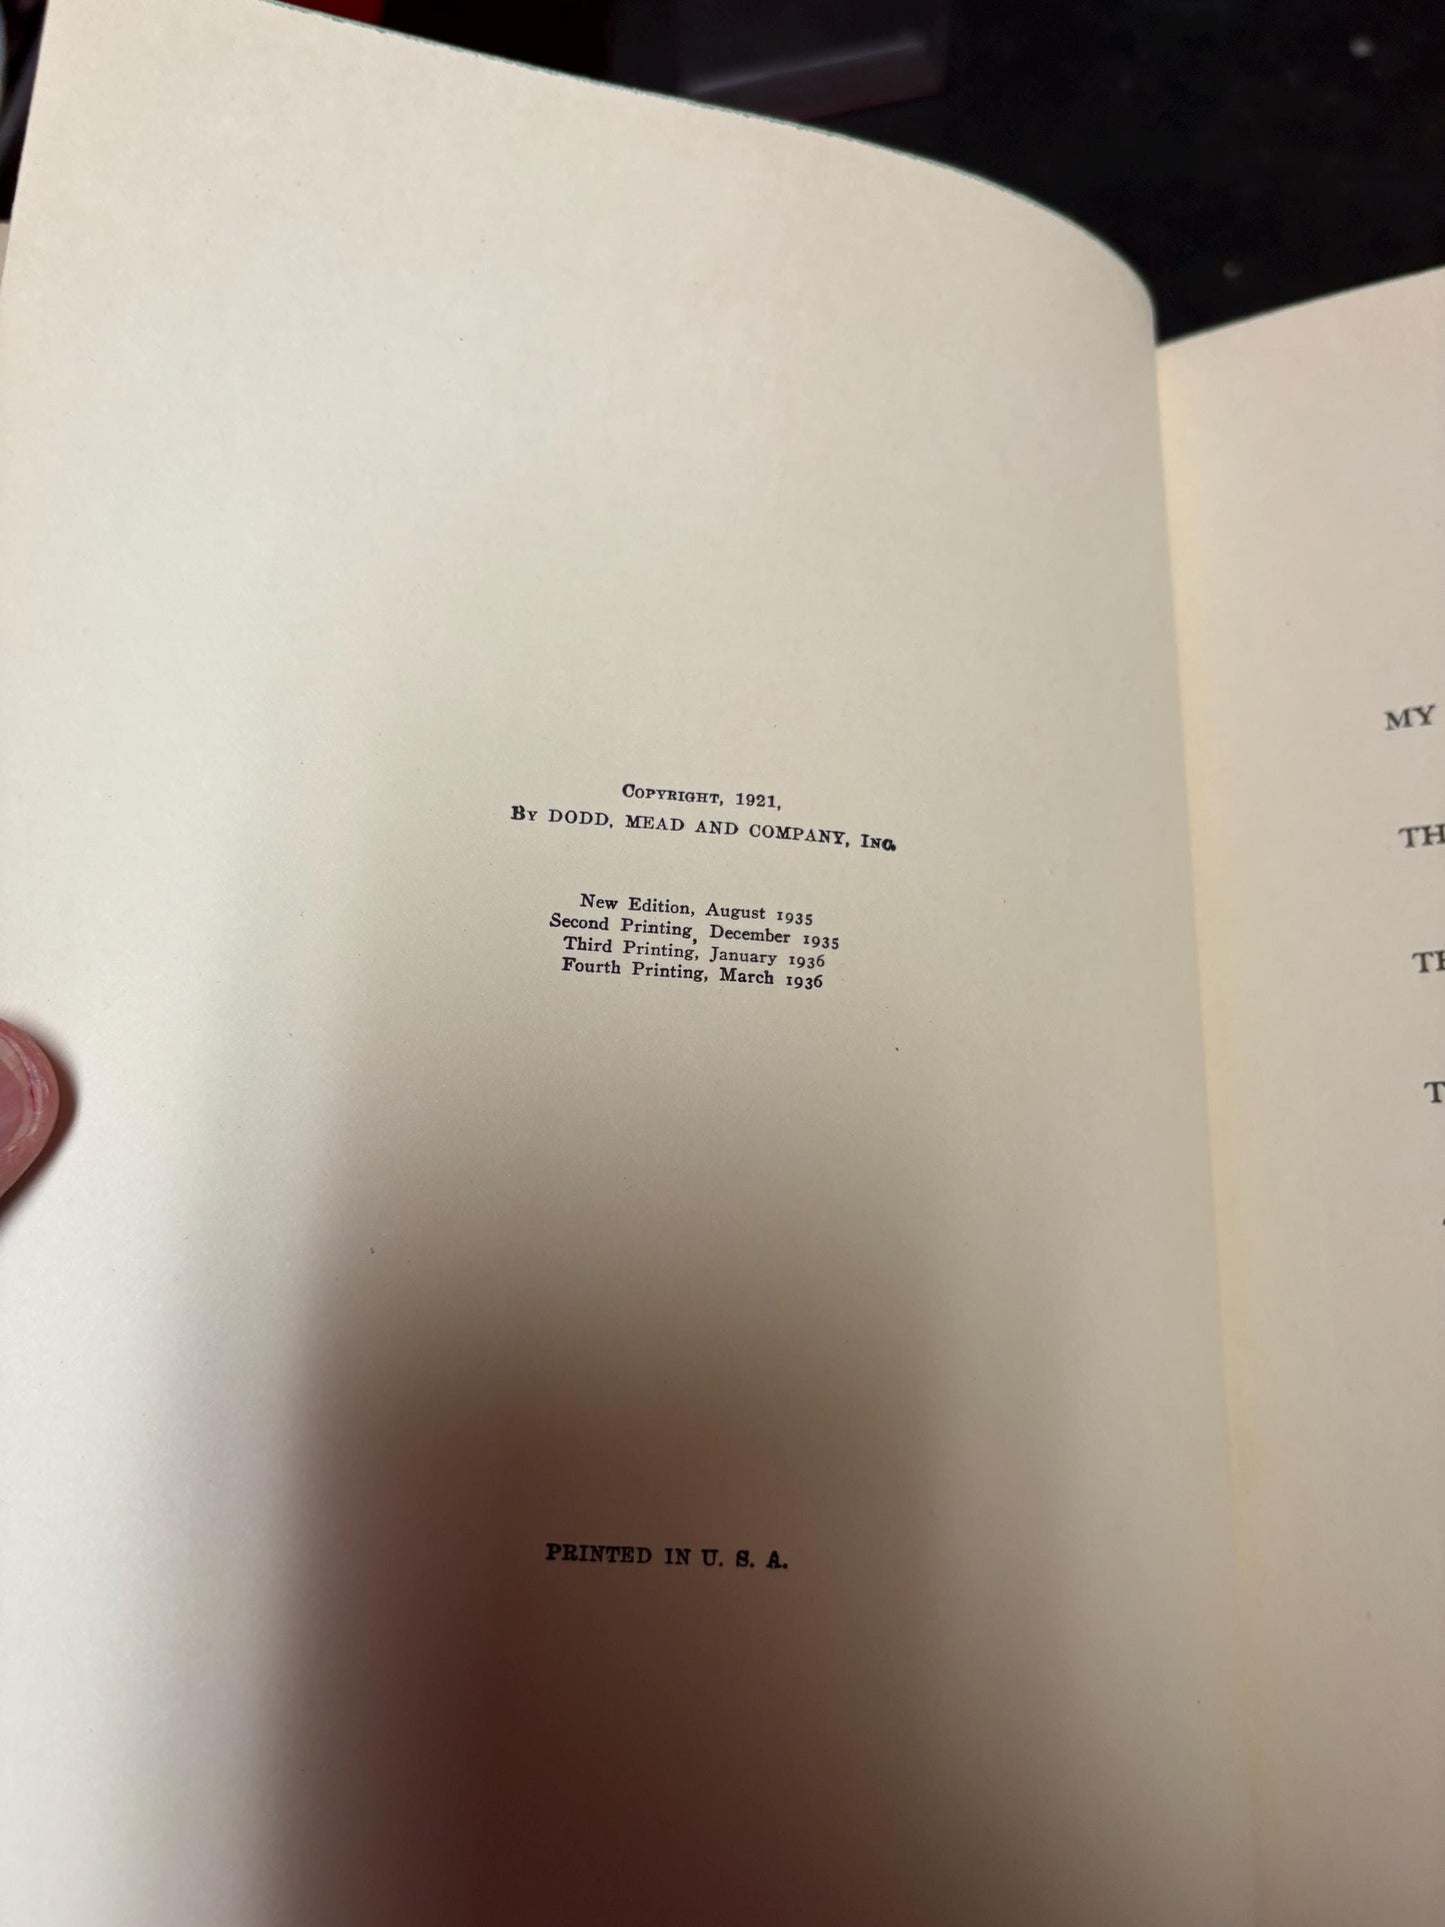 COPYRIGHT, 1921,
BY DODD, MEAD AND COMPANY, INC.
New Edition, August 1935
Second Printing, December 1935
Third Printing, January 1936
Fourth Printing, March 1936
PRINTED IN U. S. A.
MY